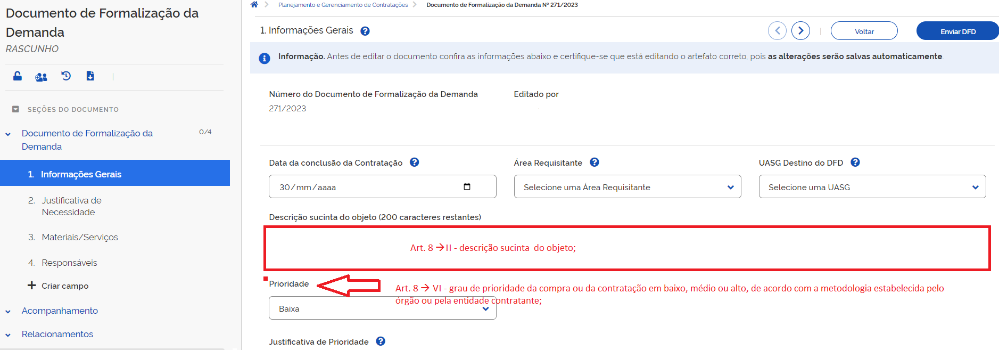 Documento de Formalização da
Demanda
RASCUNHO
SEÇÕES DO DOCUMENTO
Documento de Formalização da
Demanda
0/4
1. Informações Gerais
2. Justificativa de
Necessidade
3. Materiais/Serviços
4. Responsáveis
+ Criar campo
Acompanhamento
Relacionamentos
Planejamento e Gerenciamento de Contratações > Documento de Formalização da Demanda Nº 271/2023
1. Informações Gerais ?
Voltar
Enviar DFD
Informação. Antes de editar o documento confira as informações abaixo e certifique-se que está editando o artefato correto, pois as alterações serão salvas automaticamente.
Número do Documento de Formalização da Demanda
271/2023
Editado por
Data da conclusão da Contratação ?
30/mm/aaaa
Área Requisitante ?
Selecione uma Área Requisitante
UASG Destino do DFD ?
Selecione uma UASG
Descrição sucinta do objeto (200 caracteres restantes)
Art. 8 → II - descrição sucinta do objeto;
Prioridade
Art. 8 → VI - grau de prioridade da compra ou da contratação em baixo, médio ou alto, de acordo com a metodologia estabelecida pelo
órgão ou pela entidade contratante;
Baixa
Justificativa de Prioridade ?